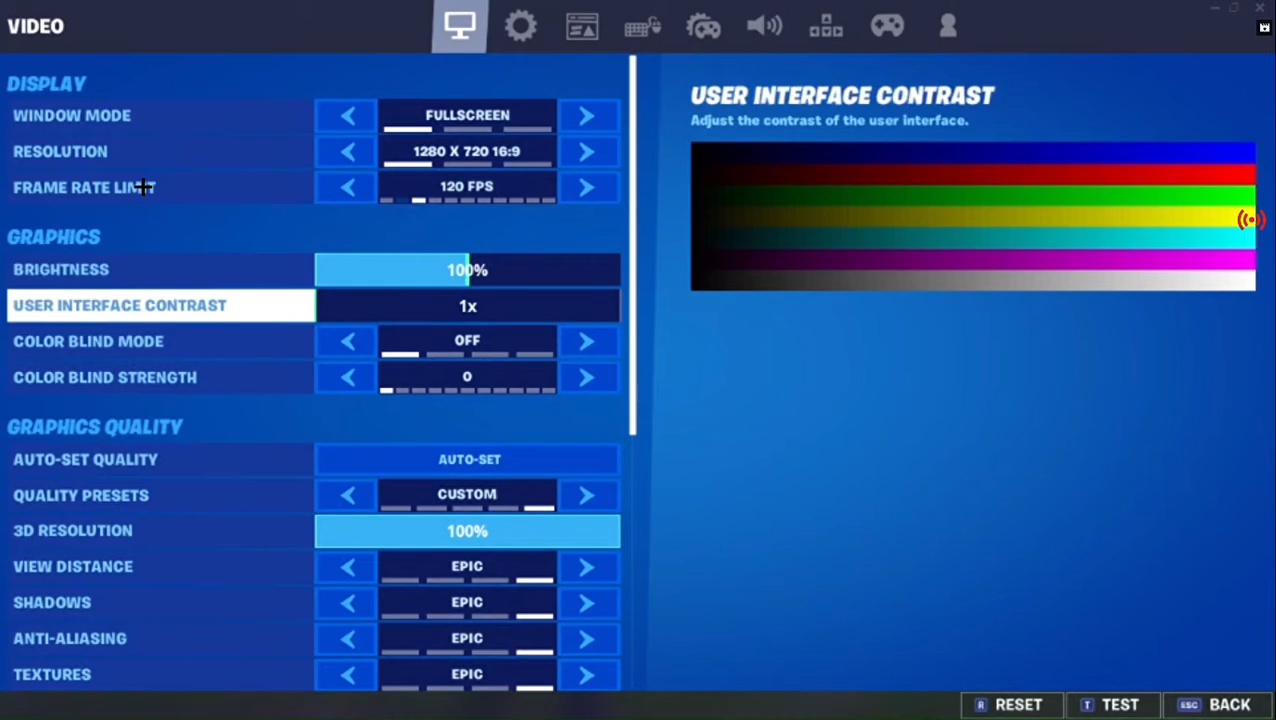 VIDEO
DISPLAY
WINDOW MODE FULLSCREEN
RESOLUTION 1280 X 720 16:9
FRAME RATE LIMIT 120 FPS
GRAPHICS
BRIGHTNESS 100%
USER INTERFACE CONTRAST 1x
COLOR BLIND MODE OFF
COLOR BLIND STRENGTH 0
GRAPHICS QUALITY
AUTO-SET QUALITY AUTO-SET
QUALITY PRESETS CUSTOM
3D RESOLUTION 100%
VIEW DISTANCE EPIC
SHADOWS EPIC
ANTI-ALIASING EPIC
TEXTURES EPIC
USER INTERFACE CONTRAST
Adjust the contrast of the user interface.
R RESET T TEST ESC BACK